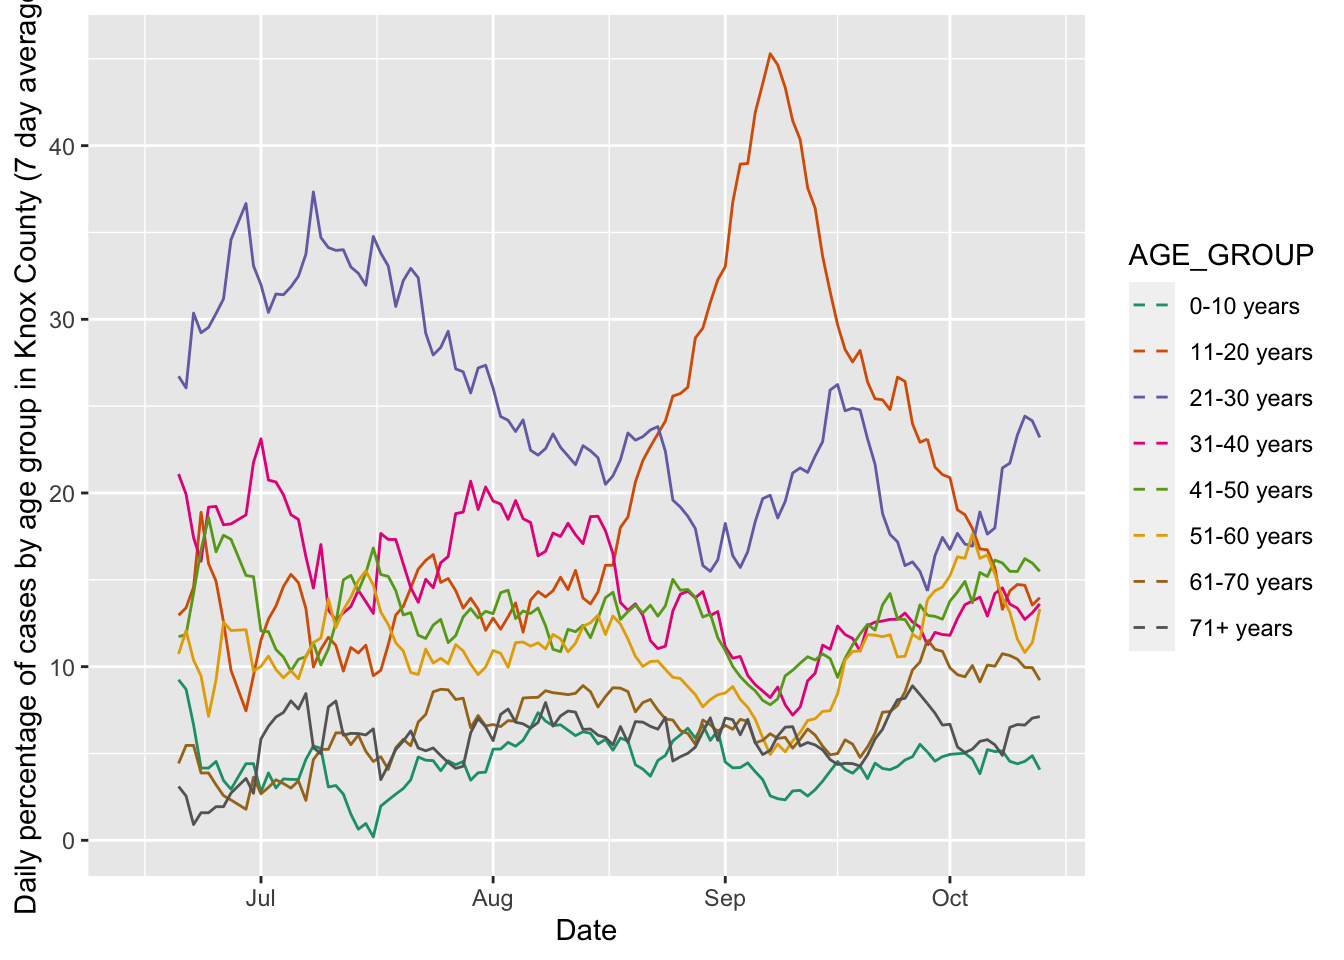 Daily percentage of cases by age group in Knox County (7 day average
40
30
20
10
0
Jul Aug Sep Oct
Date
AGE_GROUP
0-10 years
11-20 years
21-30 years
31-40 years
41-50 years
51-60 years
61-70 years
71+ years